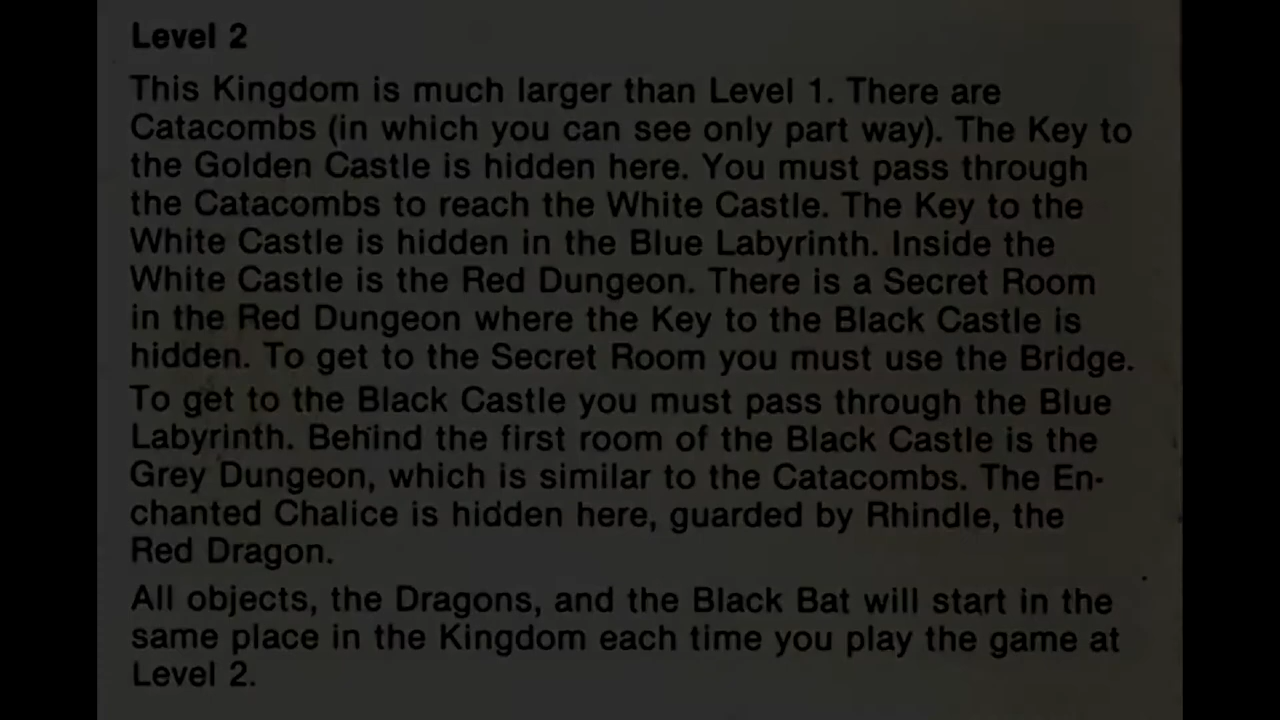 Level 2
This Kingdom is much larger than Level 1. There are
Catacombs (in which you can see only part way). The Key to
the Golden Castle is hidden here. You must pass through
the Catacombs to reach the White Castle. The Key to the
White Castle is hidden in the Blue Labyrinth. Inside the
White Castle is the Red Dungeon. There is a Secret Room
in the Red Dungeon where the Key to the Black Castle is
hidden. To get to the Secret Room you must use the Bridge.
To get to the Black Castle you must pass through the Blue
Labyrinth. Behind the first room of the Black Castle is the
Grey Dungeon, which is similar to the Catacombs. The En-
chanted Chalice is hidden here, guarded by Rhindle, the
Red Dragon.
All objects, the Dragons, and the Black Bat will start in the
same place in the Kingdom each time you play the game at
Level 2.